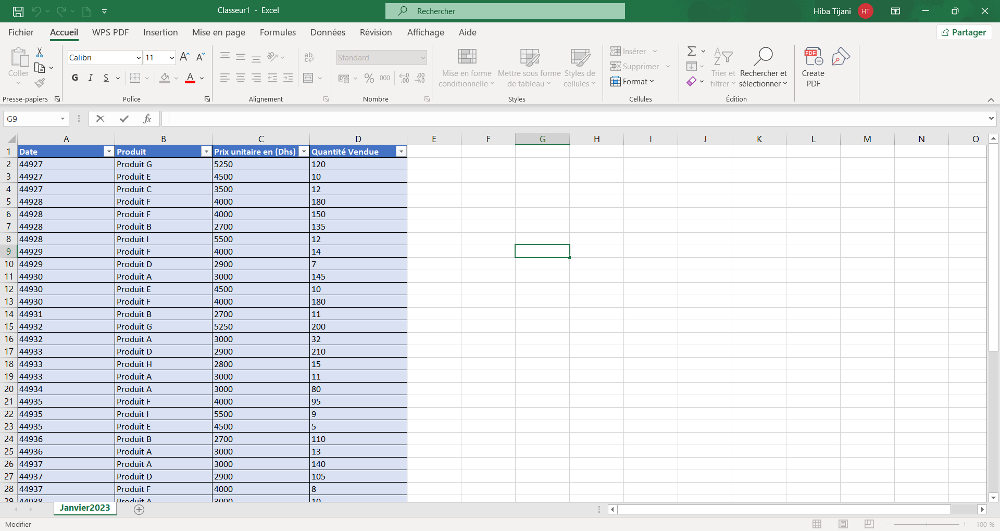 Classeur1 - Excel
Rechercher
Hiba Tijani HT
Fichier Accueil WPS PDF Insertion Mise en page Formules Données Révision Affichage Aide Partager
Coller
Presse-papiers
Calibri 11
G I S
Police
Alignement
Standard
% 000
Nombre
Mise en forme conditionnelle
Mettre sous forme de tableau
Styles de cellules
Styles
Insérer
Supprimer
Format
Cellules
Trier et filtrer
Rechercher et sélectionner
Édition
Create PDF
G9 fx
A B C D E F G H I J K L M N O
1 Date Produit Prix unitaire en (Dhs) Quantité Vendue
2 44927 Produit G 5250 120
3 44927 Produit E 4500 10
4 44927 Produit C 3500 12
5 44928 Produit F 4000 180
6 44928 Produit F 4000 150
7 44928 Produit B 2700 135
8 44928 Produit I 5500 12
9 44929 Produit F 4000 14
10 44929 Produit D 2900 7
11 44930 Produit A 3000 145
12 44930 Produit E 4500 10
13 44930 Produit F 4000 180
14 44931 Produit B 2700 11
15 44932 Produit G 5250 200
16 44932 Produit A 3000 32
17 44933 Produit D 2900 210
18 44933 Produit H 2800 15
19 44933 Produit A 3000 11
20 44934 Produit A 3000 80
21 44935 Produit F 4000 95
22 44935 Produit I 5500 9
23 44935 Produit E 4500 5
24 44936 Produit B 2700 110
25 44936 Produit A 3000 13
26 44937 Produit A 3000 140
27 44937 Produit D 2900 105
28 44937 Produit F 4000 8
29 44938 Produit A 3000 10
Janvier2023
Modifier
100 %